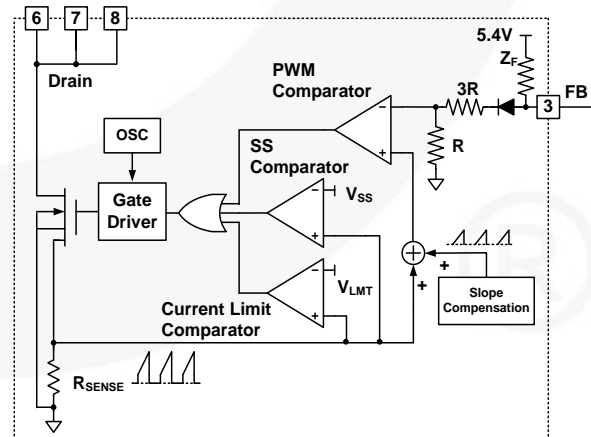 6 7 8
Drain
5.4V
Z_F
PWM
Comparator
3R
3 FB
R
OSC
SS
Comparator
V_SS
Gate
Driver
V_LMT
Current Limit
Comparator
Slope
Compensation
R_SENSE
- +
- +
- +
+ +